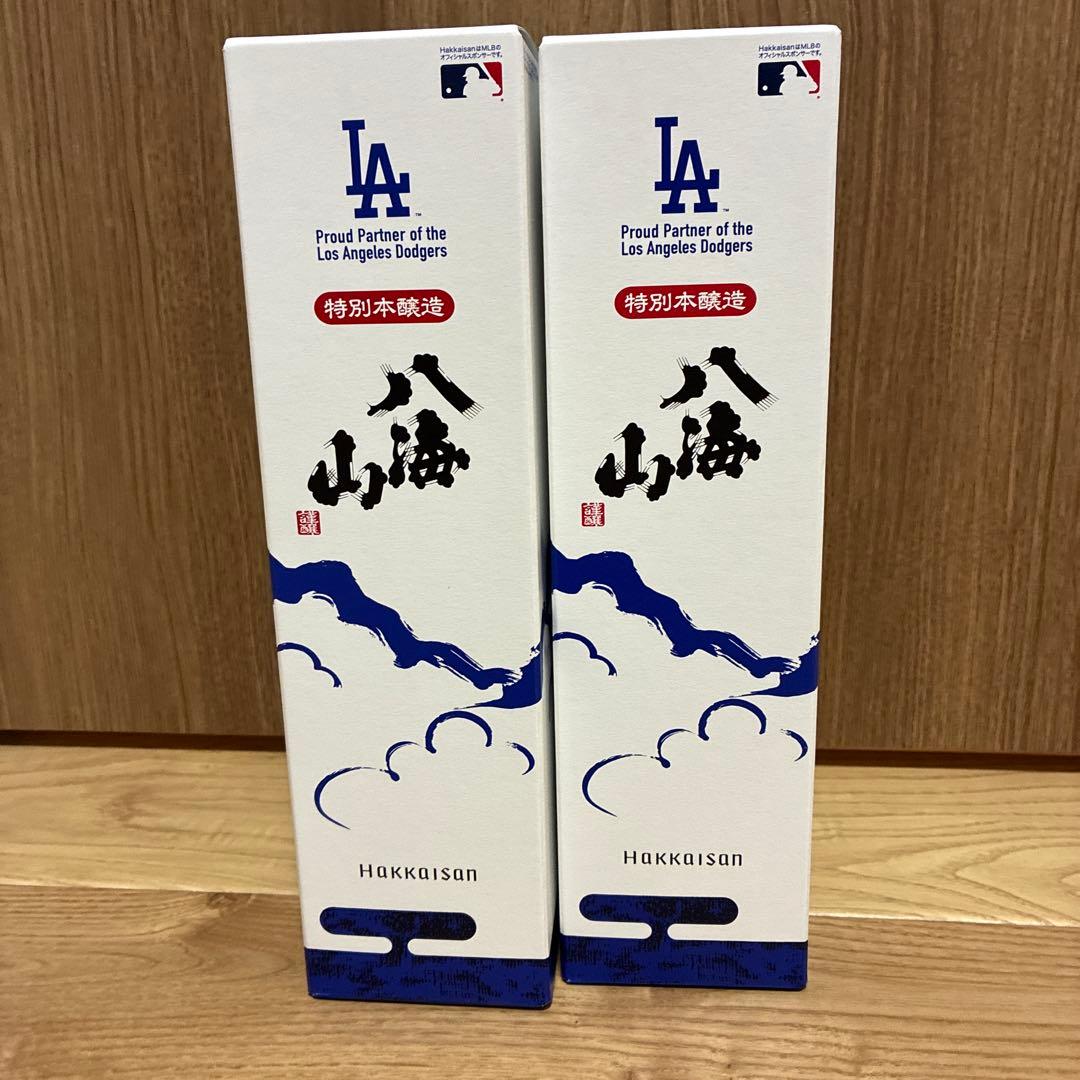 HakkaisanはMLBの
オフィシャルスポンサーです。
LA
Proud Partner of the
Los Angeles Dodgers
特別本醸造
八海山
謹醸
Hakkaisan
HakkaisanはMLBの
オフィシャルスポンサーです。
LA
Proud Partner of the
Los Angeles Dodgers
特別本醸造
八海山
謹醸
Hakkaisan